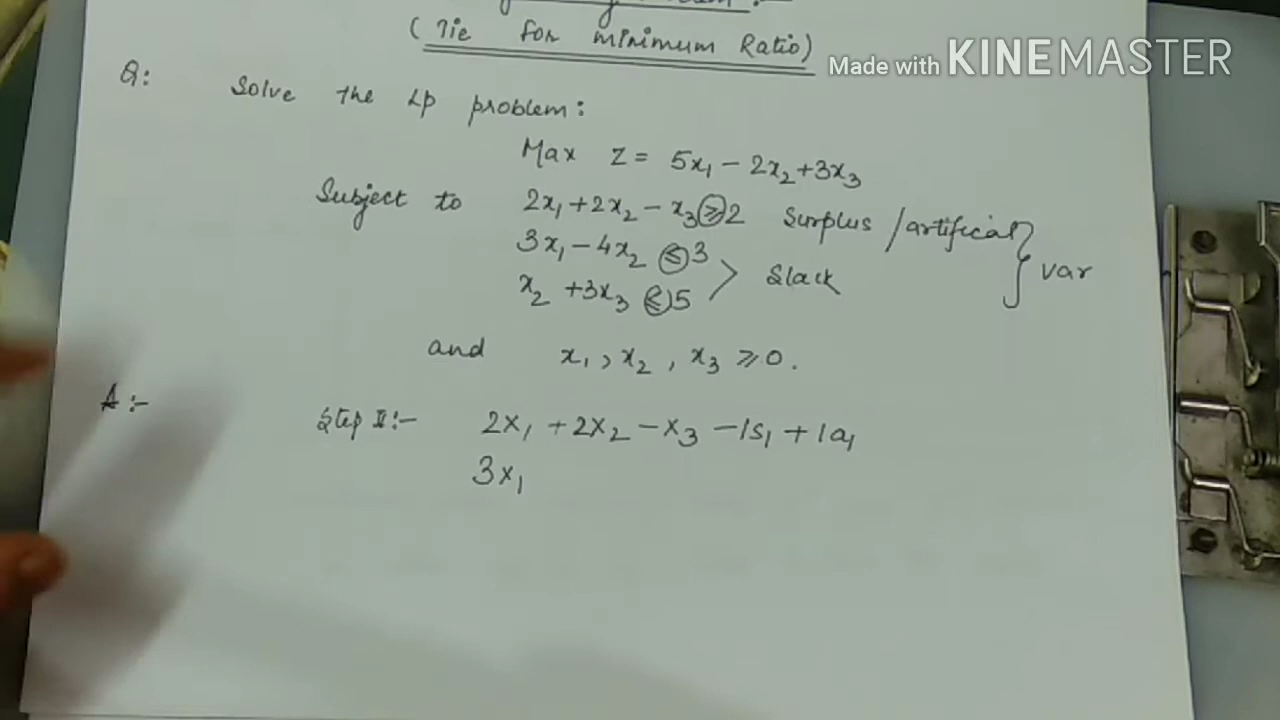 (Tie for minimum Ratio)
Made with KINEMASTER
Q: Solve the Lp problem:
Max Z = 5x₁ - 2x₂ + 3x₃
Subject to 2x₁ + 2x₂ - x₃ ≥ 2 Surplus / artifical } var
3x₁ - 4x₂ ≤ 3 > Slack
x₂ + 3x₃ ≤ 5
and x₁, x₂, x₃ ≥ 0.
A:- Step II:- 2x₁ + 2x₂ - x₃ - 1s₁ + 1a₁
3x₁